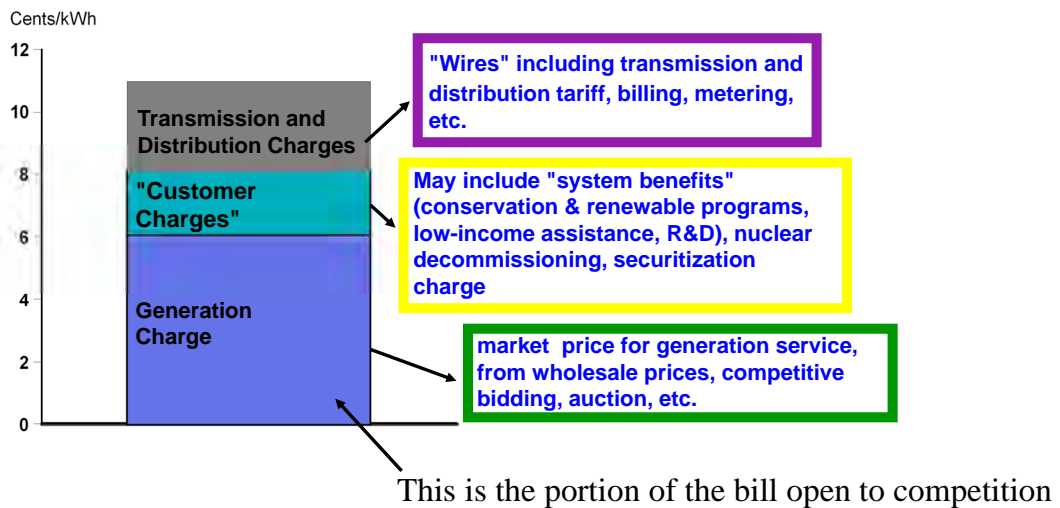 Cents/kWh
12
10
8
6
4
2
0
Transmission and
Distribution Charges
"Customer
Charges"
Generation
Charge
"Wires" including transmission and
distribution tariff, billing, metering,
etc.
May include "system benefits"
(conservation & renewable programs,
low-income assistance, R&D), nuclear
decommissioning, securitization
charge
market price for generation service,
from wholesale prices, competitive
bidding, auction, etc.
This is the portion of the bill open to competition